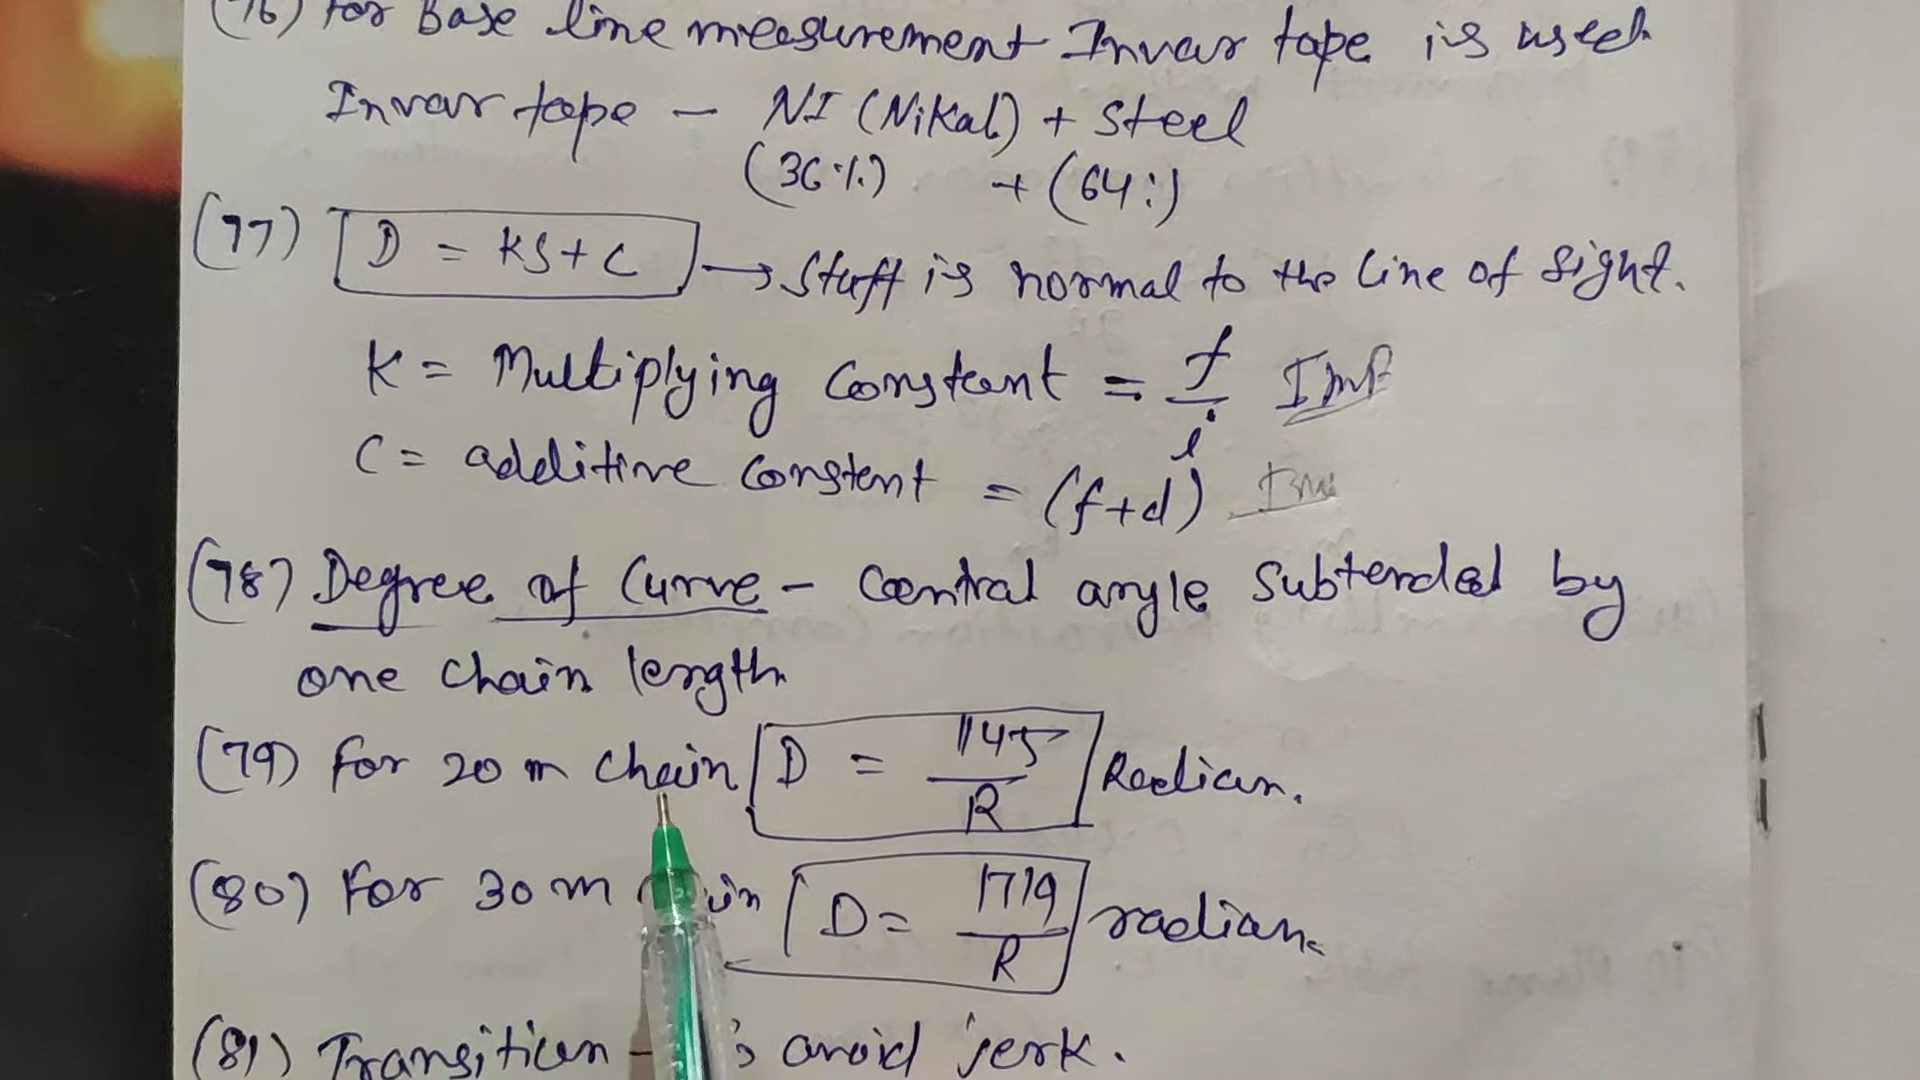 (76) For Base line measurement Invar tape is used
Invar tape – NI (Nikal) + Steel
(36%) + (64%)
(77) D = KS + C → Staff is normal to the line of sight.
K = Multiplying Constant = f/i IMP
C = additive constant = (f+d) Imp
(78) Degree of Curve – Central angle subtended by
one chain length
(79) For 20 m chain D = 1145/R Radian.
(80) For 30 m D = 1719/R radian.
(81) Transition avoid jerk.